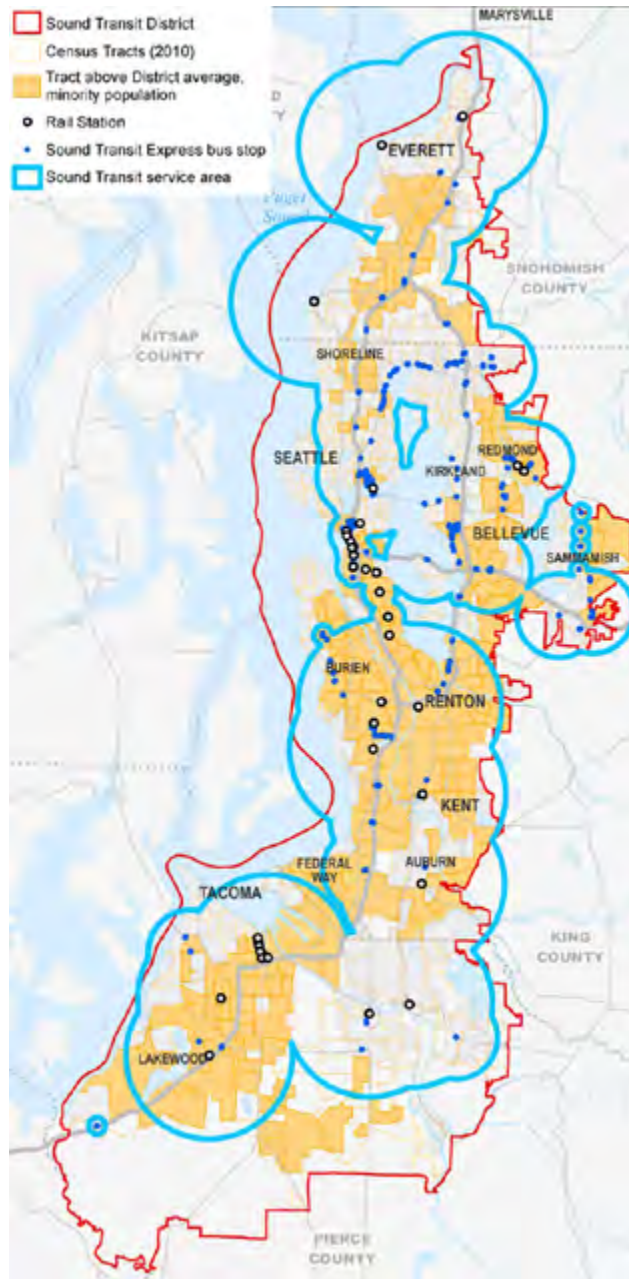 MARYSVILLE
Sound Transit District
Census Tracts (2010)
Tract above District average,
minority population
Rail Station
Sound Transit Express bus stop
Sound Transit service area
EVERETT
Puget
Sound
SNOHOMISH
COUNTY
KITSAP
COUNTY
SHORELINE
SEATTLE
REDMOND
KIRKLAND
BELLEVUE
SAMMAMISH
BURIEN
RENTON
KENT
FEDERAL
WAY
AUBURN
TACOMA
KING
COUNTY
LAKEWOOD
PIERCE
COUNTY